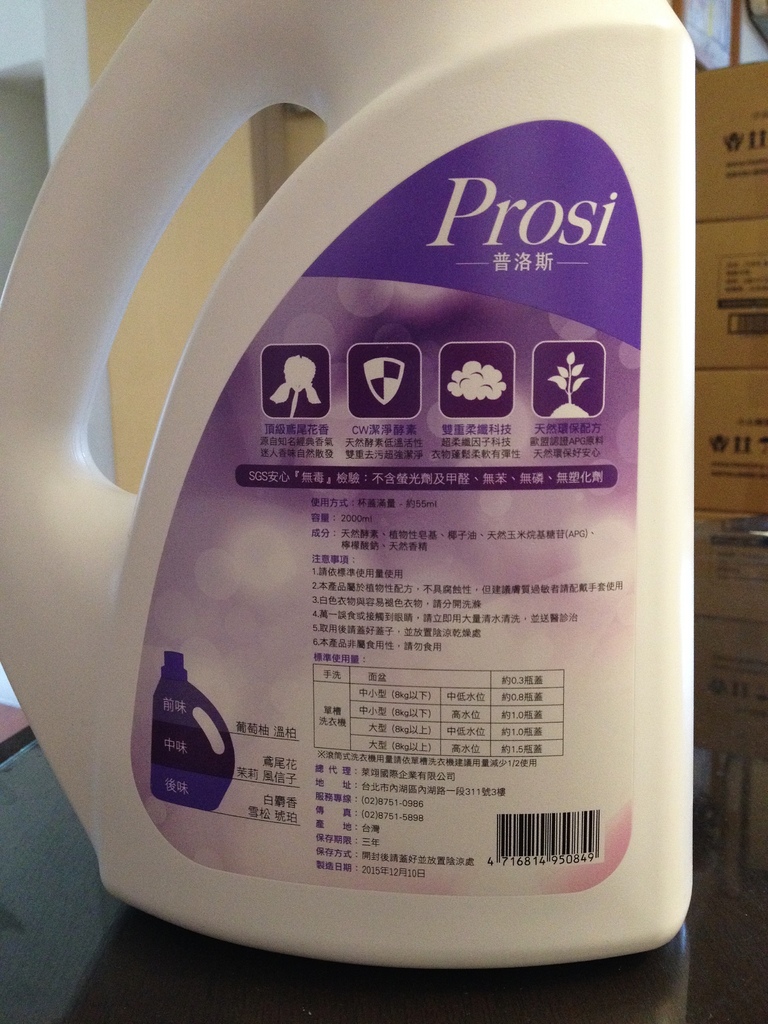 Prosi
普洛斯
頂級鳶尾花香
源自知名經典香氣
迷人香味自然散發
CW潔淨酵素
天然酵素低溫活性
雙重去污超強潔淨
雙重柔纖科技
超柔纖因子科技
衣物蓬鬆柔軟有彈性
天然環保配方
歐盟認證APG原料
天然環保好安心
SGS安心『無毒』檢驗：不含螢光劑及甲醛、無苯、無磷、無塑化劑
使用方式：杯蓋滿量 - 約55ml
容量：2000ml
成分：天然酵素、植物性皂基、椰子油、天然玉米烷基糖苷(APG)、
檸檬酸鈉、天然香精
注意事項：
1.請依標準使用量使用
2.本產品屬於植物性配方，不具腐蝕性，但建議膚質過敏者請配戴手套使用
3.白色衣物與容易褪色衣物，請分開洗滌
4.萬一誤食或接觸到眼睛，請立即用大量清水清洗，並送醫診治
5.取用後請蓋好蓋子，並放置陰涼乾燥處
6.本產品非屬食用性，請勿食用
標準使用量：
手洗 面盆 約0.3瓶蓋
單槽洗衣機 中小型 (8kg以下) 中低水位 約0.8瓶蓋
中小型 (8kg以下) 高水位 約1.0瓶蓋
大型 (8kg以上) 中低水位 約1.0瓶蓋
大型 (8kg以上) 高水位 約1.5瓶蓋
※滾筒式洗衣機用量請依單槽洗衣機建議用量減少1/2使用
前味
葡萄柚 溫柏
中味
鳶尾花
茉莉 風信子
後味
白麝香
雪松 琥珀
總代理：萊翊國際企業有限公司
地　址：台北市內湖區內湖路一段311號3樓
服務專線：(02)8751-0986
傳　真：(02)8751-5898
產　地：台灣
保存期限：三年
保存方式：開封後請蓋好並放置陰涼處
製造日期：2015年12月10日
4 716814 950849